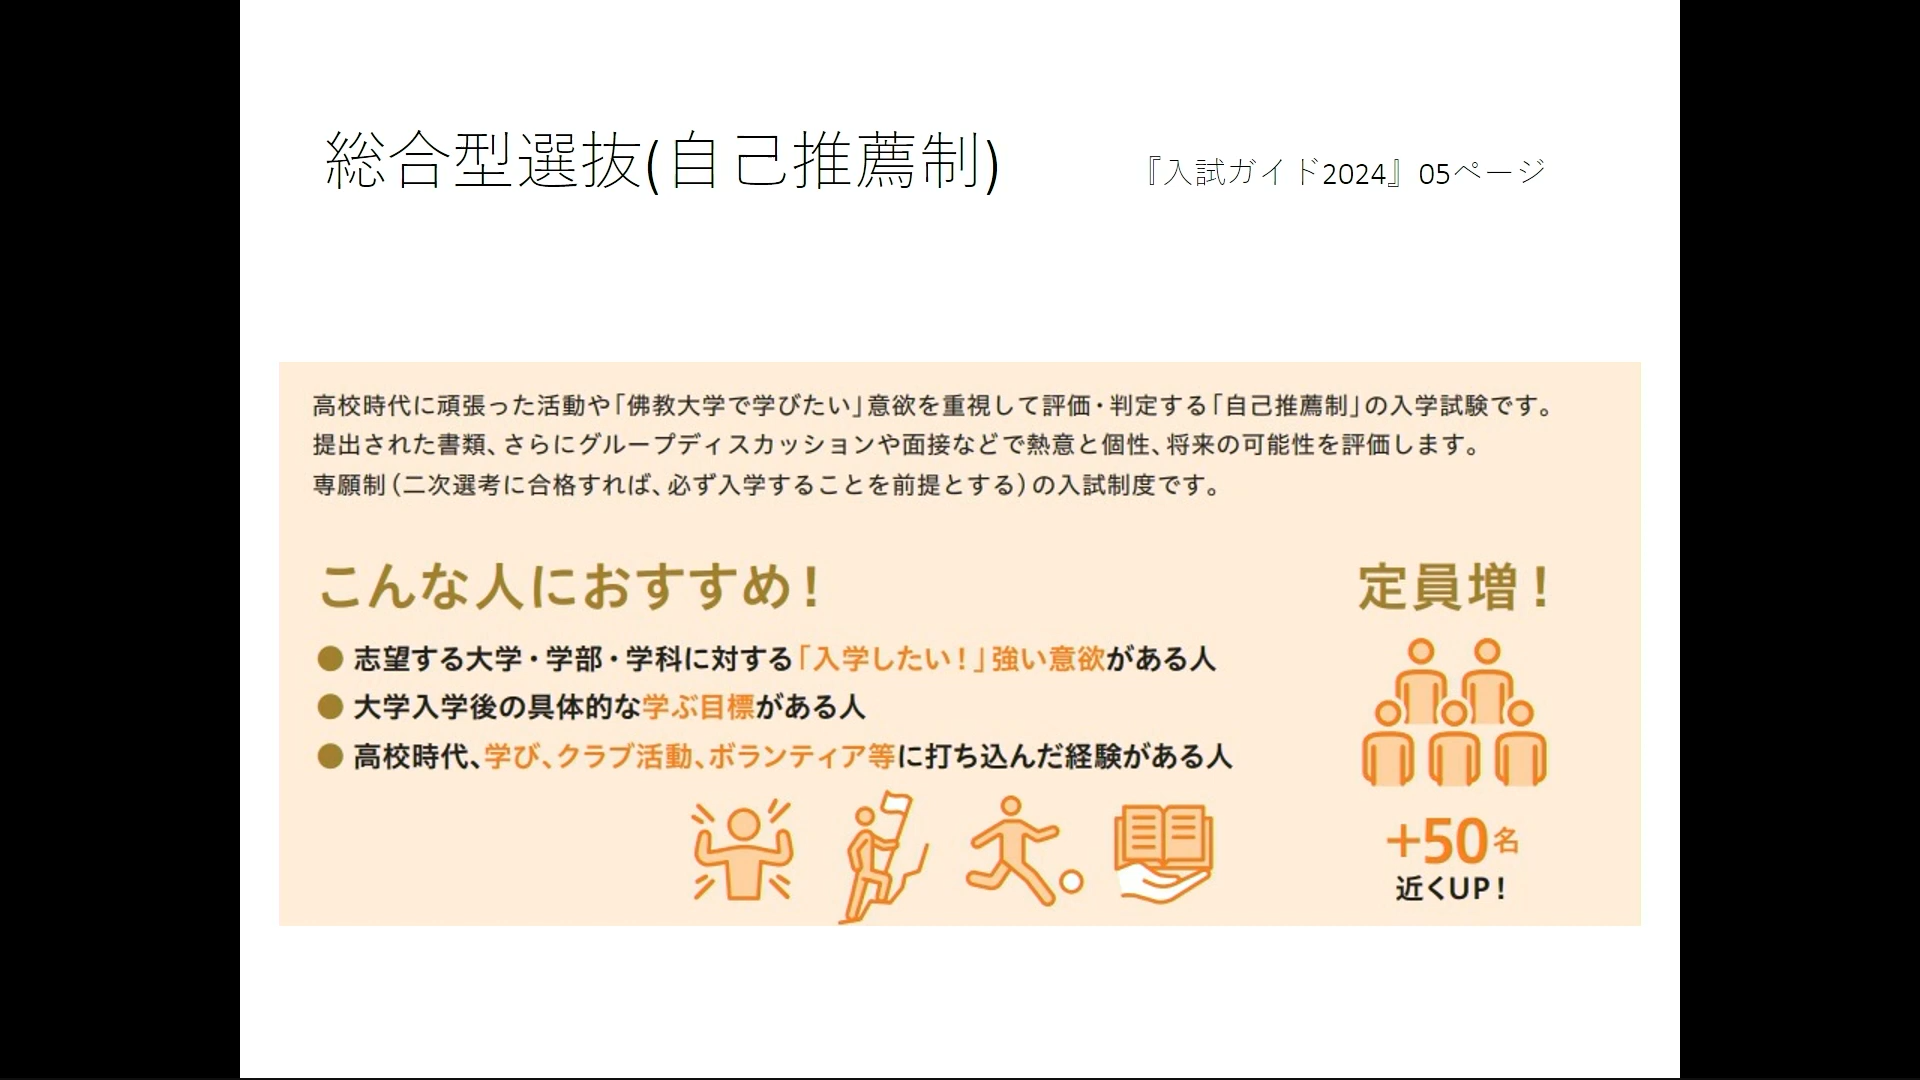 総合型選抜(自己推薦制)
『入試ガイド2024』05ページ
高校時代に頑張った活動や「佛教大学で学びたい」意欲を重視して評価・判定する「自己推薦制」の入学試験です。
提出された書類、さらにグループディスカッションや面接などで熱意と個性、将来の可能性を評価します。
専願制(二次選考に合格すれば、必ず入学することを前提とする)の入試制度です。
こんな人におすすめ!
● 志望する大学・学部・学科に対する「入学したい!」強い意欲がある人
● 大学入学後の具体的な学ぶ目標がある人
● 高校時代、学び、クラブ活動、ボランティア等に打ち込んだ経験がある人
定員増!
+50名
近くUP!